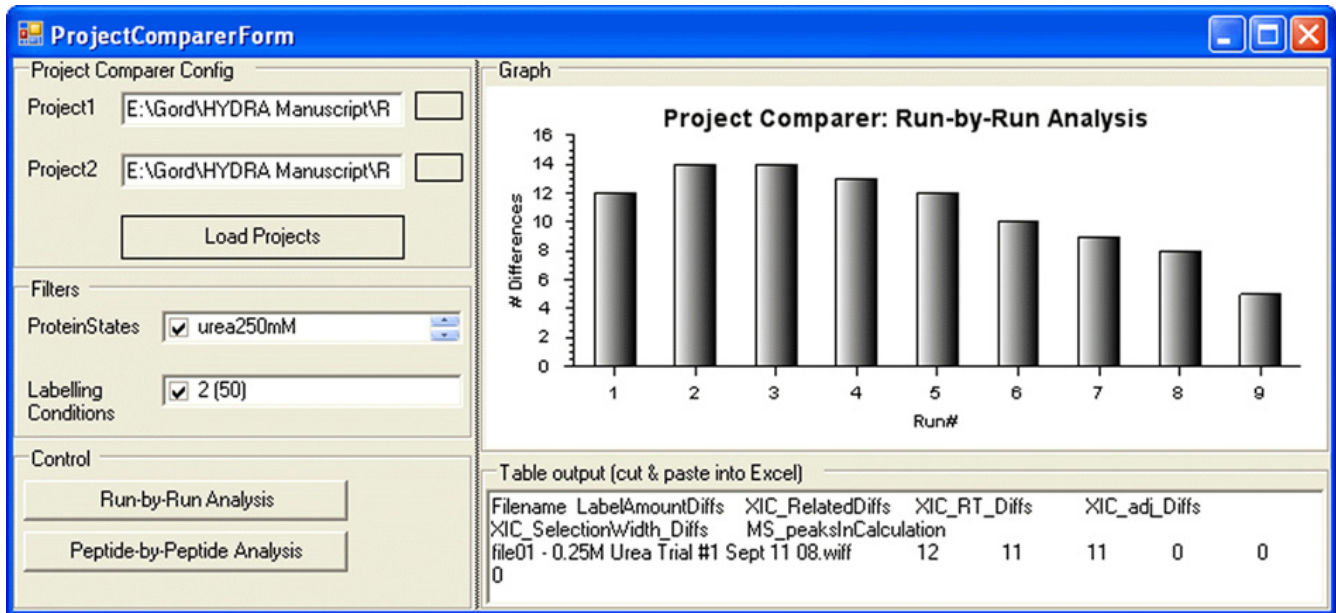 ProjectComparerForm
Project Comparer Config
Project1 E:\Gord\HYDRA Manuscript\R
Project2 E:\Gord\HYDRA Manuscript\R
Load Projects
Filters
ProteinStates urea250mM
Labelling
Conditions
2 (50)
Control
Run-by-Run Analysis
Peptide-by-Peptide Analysis
Graph
Project Comparer: Run-by-Run Analysis
# Differences
16
14
12
10
8
6
4
2
0
1 2 3 4 5 6 7 8 9
Run#
Table output (cut & paste into Excel)
Filename LabelAmountDiffs XIC_RelatedDiffs XIC_RT_Diffs XIC_adj_Diffs
XIC_SelectionWidth_Diffs MS_peaksInCalculation
file01 - 0.25M Urea Trial #1 Sept 11 08.wiff 12 11 11 0 0
0